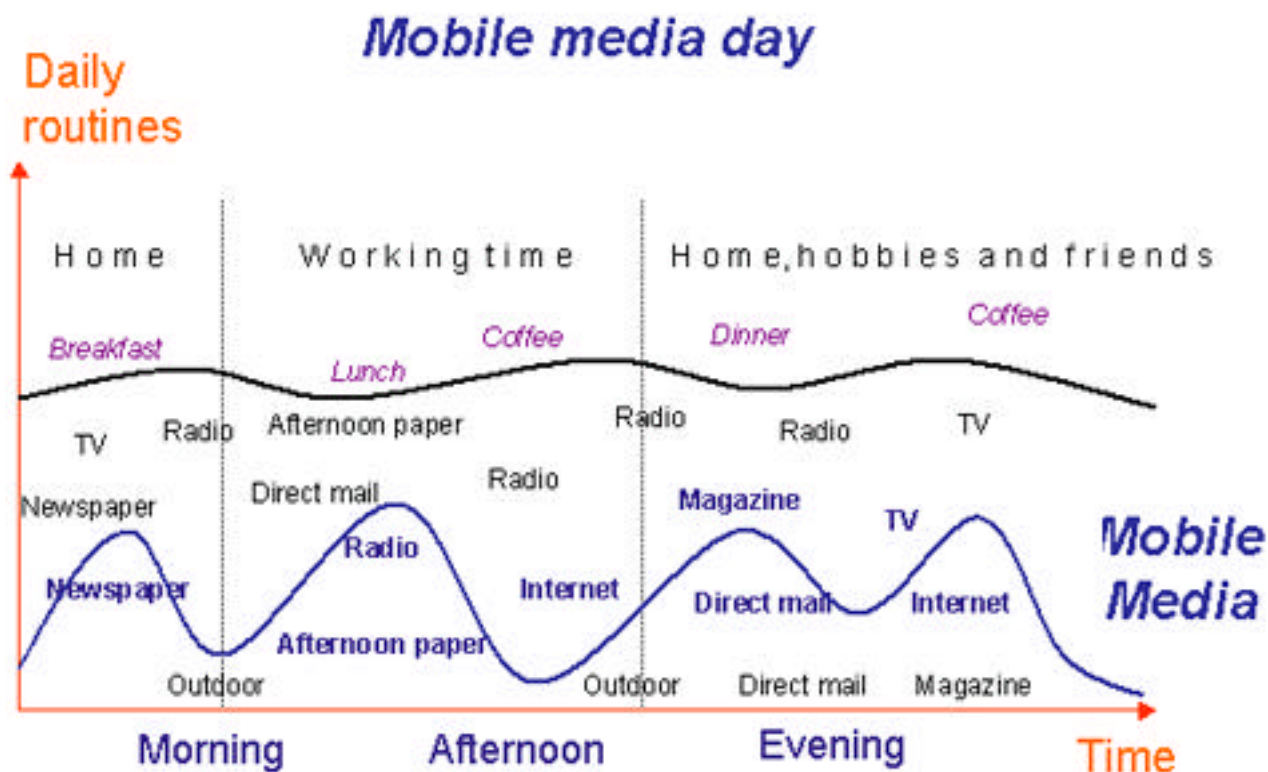 Mobile media day
Daily
routines
Home
Working time
Home, hobbies and friends
Breakfast
Lunch
Coffee
Dinner
Coffee
TV
Radio
Afternoon paper
Radio
Radio
TV
Newspaper
Direct mail
Radio
Magazine
TV
Newspaper
Radio
Internet
Direct mail
Internet
Mobile
Media
Afternoon paper
Outdoor
Outdoor
Direct mail
Magazine
Morning
Afternoon
Evening
Time